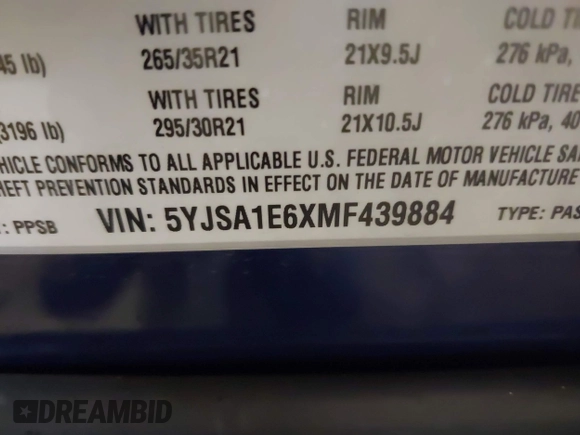 WITH TIRES RIM COLD TIRE
45 lb) 265/35R21 21X9.5J 276 kPa,
WITH TIRES RIM COLD TIRE
(3196 lb) 295/30R21 21X10.5J 276 kPa, 40
HICLE CONFORMS TO ALL APPLICABLE U.S. FEDERAL MOTOR VEHICLE SA
HEFT PREVENTION STANDARDS IN EFFECT ON THE DATE OF MANUFACTURE
: PPSB VIN: 5YJSA1E6XMF439884 TYPE: PAS
DREAMBID